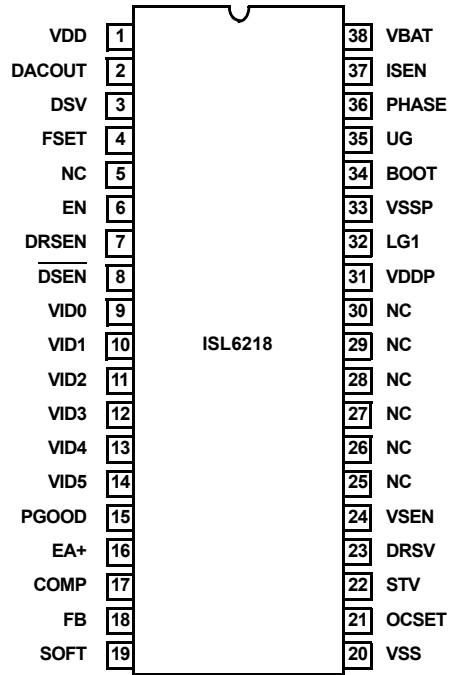 VDD 1 38 VBAT
DACOUT 2 37 ISEN
DSV 3 36 PHASE
FSET 4 35 UG
NC 5 34 BOOT
EN 6 33 VSSP
DRSEN 7 32 LG1
DSEN 8 31 VDDP
VID0 9 30 NC
VID1 10 ISL6218 29 NC
VID2 11 28 NC
VID3 12 27 NC
VID4 13 26 NC
VID5 14 25 NC
PGOOD 15 24 VSEN
EA+ 16 23 DRSV
COMP 17 22 STV
FB 18 21 OCSET
SOFT 19 20 VSS